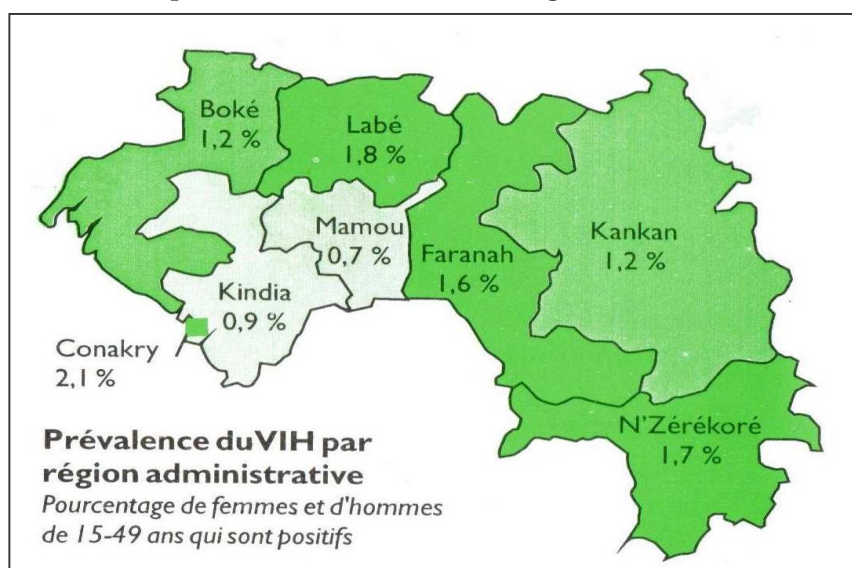 Boké
1,2 %
Labé
1,8 %
Mamou
0,7 %
Faranah
1,6 %
Kankan
1,2 %
Kindia
0,9 %
Conakry
2,1 %
N'Zérékoré
1,7 %
Prévalence du VIH par
région administrative
Pourcentage de femmes et d'hommes
de 15-49 ans qui sont positifs